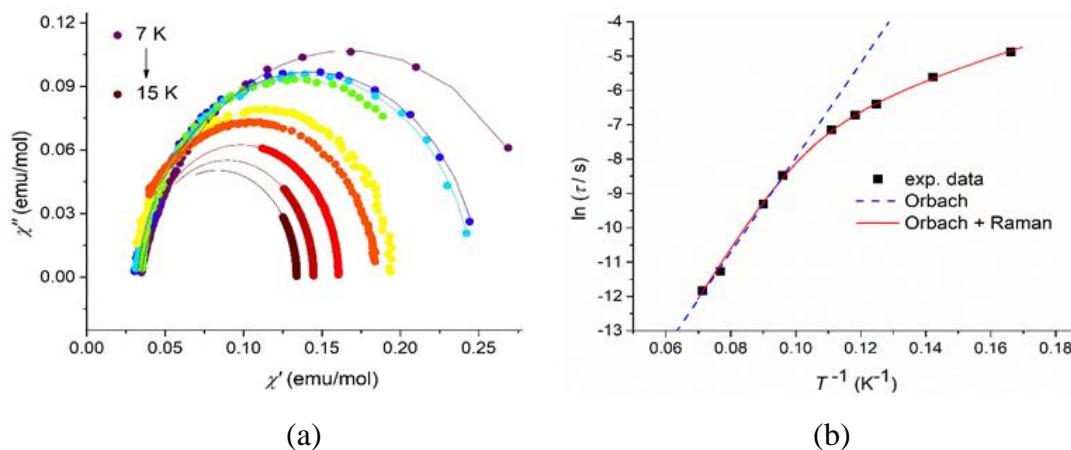 7 K
15 K
0.12
0.09
0.06
0.03
0.00
χ″ (emu/mol)
0.00 0.05 0.10 0.15 0.20 0.25
χ′ (emu/mol)
(a)
-4
-5
-6
-7
-8
-9
-10
-11
-12
-13
ln (τ / s)
exp. data
Orbach
Orbach + Raman
0.06 0.08 0.10 0.12 0.14 0.16 0.18
T⁻¹ (K⁻¹)
(b)